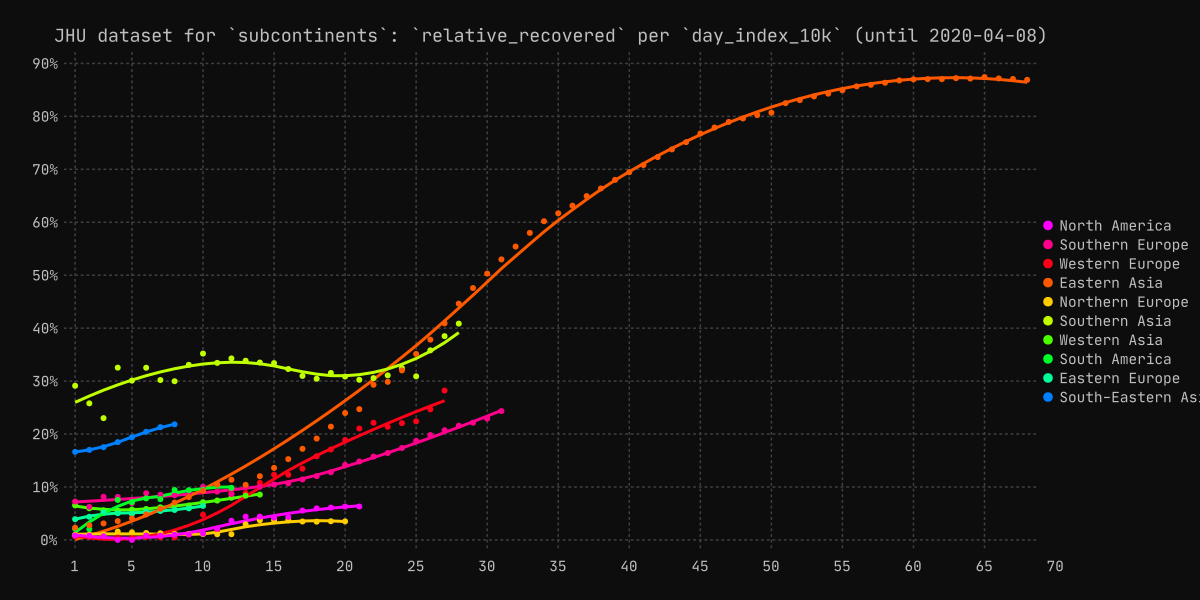 JHU dataset for `subcontinents`: `relative_recovered` per `day_index_10k` (until 2020-04-08)
90%
80%
70%
60%
50%
40%
30%
20%
10%
0%
1 5 10 15 20 25 30 35 40 45 50 55 60 65 70
North America
Southern Europe
Western Europe
Eastern Asia
Northern Europe
Southern Asia
Western Asia
South America
Eastern Europe
South-Eastern Asi